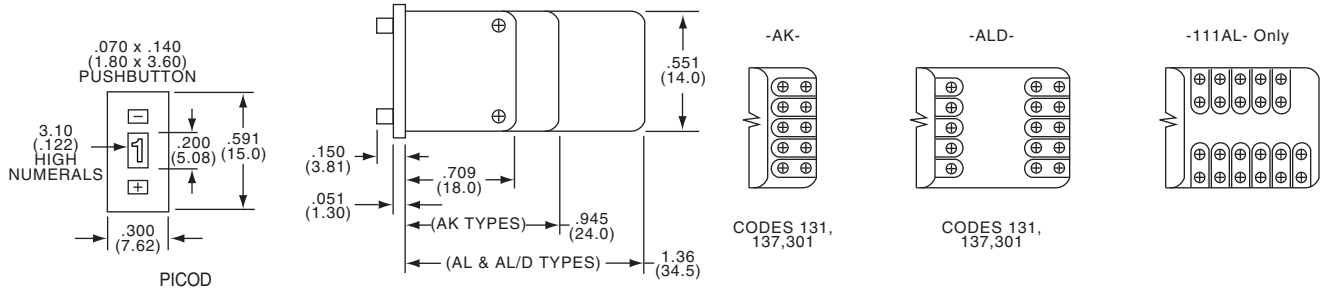 .070 x .140
(1.80 x 3.60)
PUSHBUTTON
3.10
(.122)
HIGH
NUMERALS
−
1
+
.200
(5.08)
.591
(15.0)
.300
(7.62)
PICOD
.551
(14.0)
.150
(3.81)
.709
(18.0)
.051
(1.30)
(AK TYPES)
.945
(24.0)
(AL & AL/D TYPES)
1.36
(34.5)
-AK-
CODES 131,
137,301
-ALD-
CODES 131,
137,301
-111AL- Only